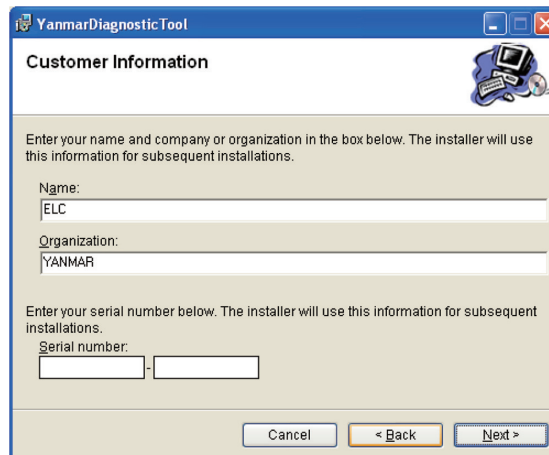 YanmarDiagnosticTool
Customer Information
Enter your name and company or organization in the box below. The installer will use
this information for subsequent installations.
Name:
ELC
Organization:
YANMAR
Enter your serial number below. The installer will use this information for subsequent
installations.
Serial number:
-
Cancel
< Back
Next >